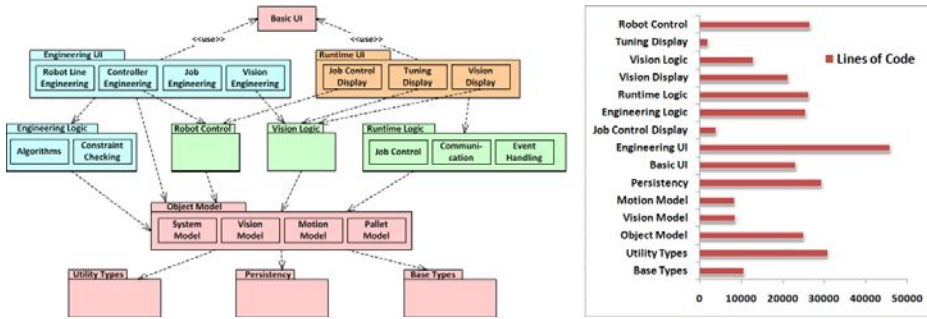 Basic UI
<<use>>
<<use>>
Engineering UI
Robot Line
Engineering
Controller
Engineering
Job
Engineering
Vision
Engineering
Runtime UI
Job Control
Display
Tuning
Display
Vision
Display
Engineering Logic
Algorithms
Constraint
Checking
Robot Control
Vision Logic
Runtime Logic
Job Control
Communi-
cation
Event
Handling
Object Model
System
Model
Vision
Model
Motion
Model
Pallet Model
Utility Types
Persistency
Base Types
Robot Control
Tuning Display
Vision Logic
Vision Display
Runtime Logic
Engineering Logic
Job Control Display
Engineering UI
Basic UI
Persistency
Motion Model
Vision Model
Object Model
Utility Types
Base Types
Lines of Code
0 10000 20000 30000 40000 50000